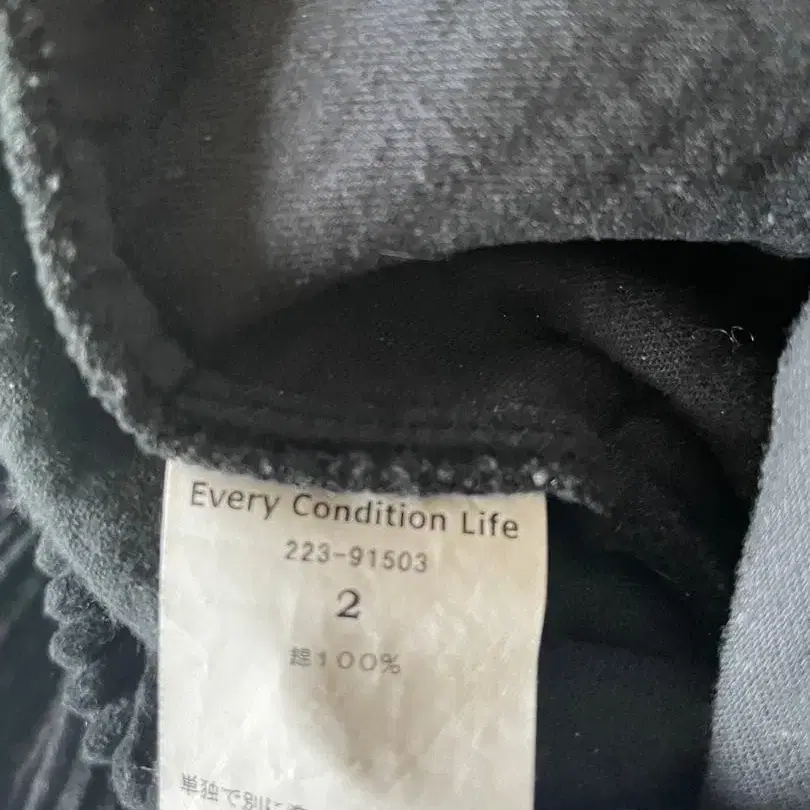 Every Condition Life
223-91503
2
綿100%